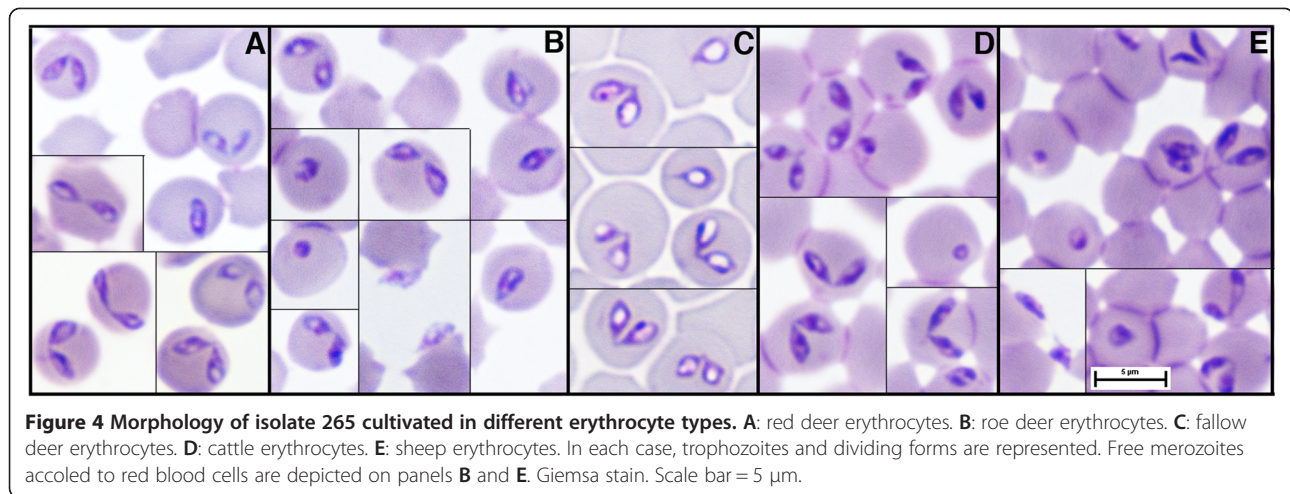 A B C D E
5 µm
Figure 4 Morphology of isolate 265 cultivated in different erythrocyte types. A: red deer erythrocytes. B: roe deer erythrocytes. C: fallow
deer erythrocytes. D: cattle erythrocytes. E: sheep erythrocytes. In each case, trophozoites and dividing forms are represented. Free merozoites
accoled to red blood cells are depicted on panels B and E. Giemsa stain. Scale bar = 5 μm.